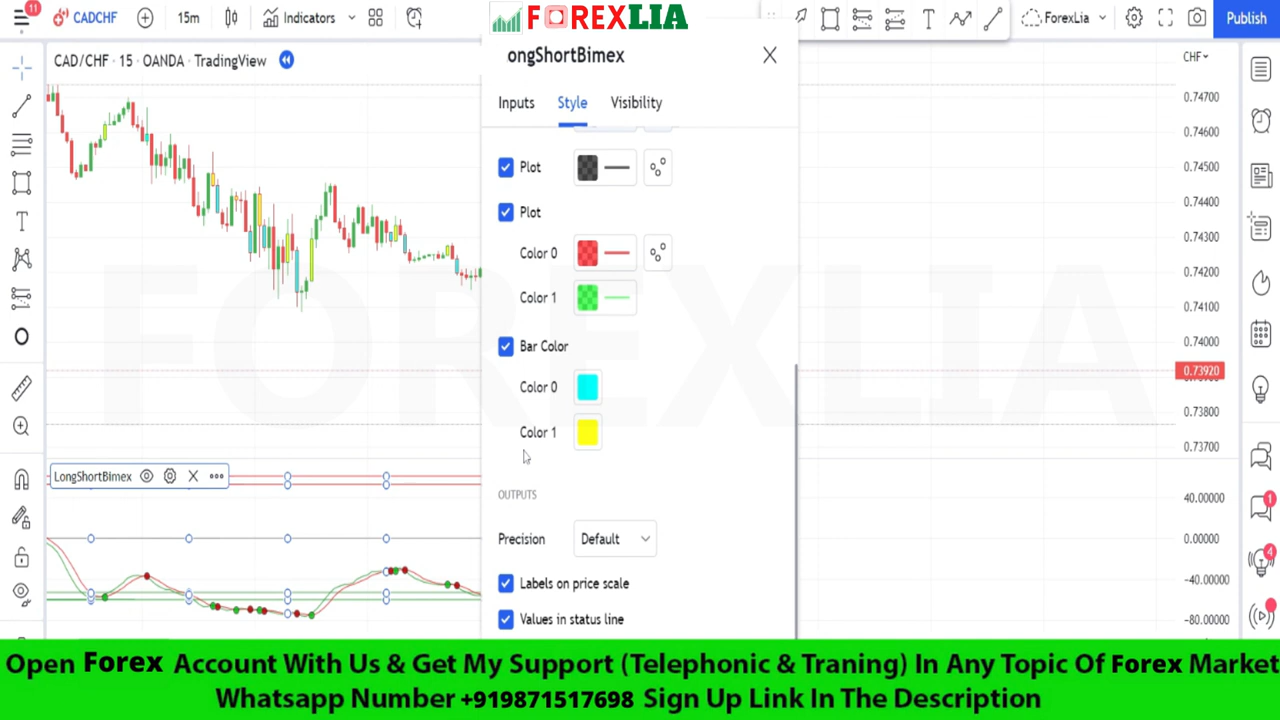 11
CADCHF
15m
Indicators
FOREXLIA
T
ForexLia
Publish
CAD/CHF · 15 · OANDA · TradingView
ongShortBimex
CHF
Inputs
Style
Visibility
Plot
Plot
Color 0
Color 1
Bar Color
Color 0
Color 1
OUTPUTS
Precision
Default
Labels on price scale
Values in status line
0.74700
0.74600
0.74500
0.74400
0.74300
0.74200
0.74100
0.74000
0.73920
0.73800
0.73700
40.00000
0.00000
-40.00000
-80.00000
T
FOREXLIA
LongShortBimex
1
4
Open Forex Account With Us & Get My Support (Telephonic & Traning) In Any Topic Of Forex Market
Whatsapp Number +919871517698 Sign Up Link In The Description